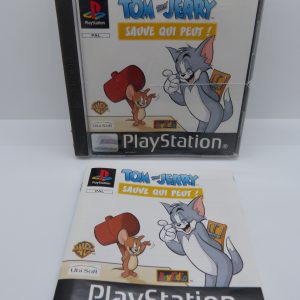 TOM AND JERRY
SAUVE QUI PEUT !
PAL
Ubi Soft
PlayStation
TOM AND JERRY
SAUVE QUI PEUT !
PAL
Ubi Soft
PlayStation